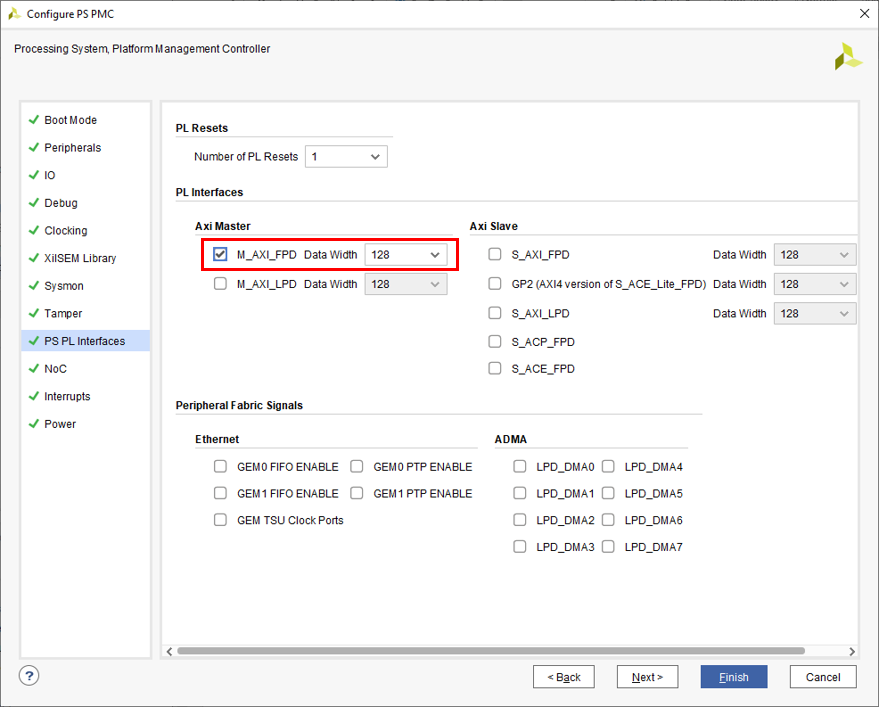 Configure PS PMC
Processing System, Platform Management Controller
Boot Mode
Peripherals
IO
Debug
Clocking
XilSEM Library
Sysmon
Tamper
PS PL Interfaces
NoC
Interrupts
Power
PL Resets
Number of PL Resets 1
PL Interfaces
Axi Master
M_AXI_FPD Data Width 128
M_AXI_LPD Data Width 128
Axi Slave
S_AXI_FPD Data Width 128
GP2 (AXI4 version of S_ACE_Lite_FPD) Data Width 128
S_AXI_LPD Data Width 128
S_ACP_FPD
S_ACE_FPD
Peripheral Fabric Signals
Ethernet
GEM0 FIFO ENABLE GEM0 PTP ENABLE
GEM1 FIFO ENABLE GEM1 PTP ENABLE
GEM TSU Clock Ports
ADMA
LPD_DMA0 LPD_DMA4
LPD_DMA1 LPD_DMA5
LPD_DMA2 LPD_DMA6
LPD_DMA3 LPD_DMA7
?
< Back Next > Finish Cancel